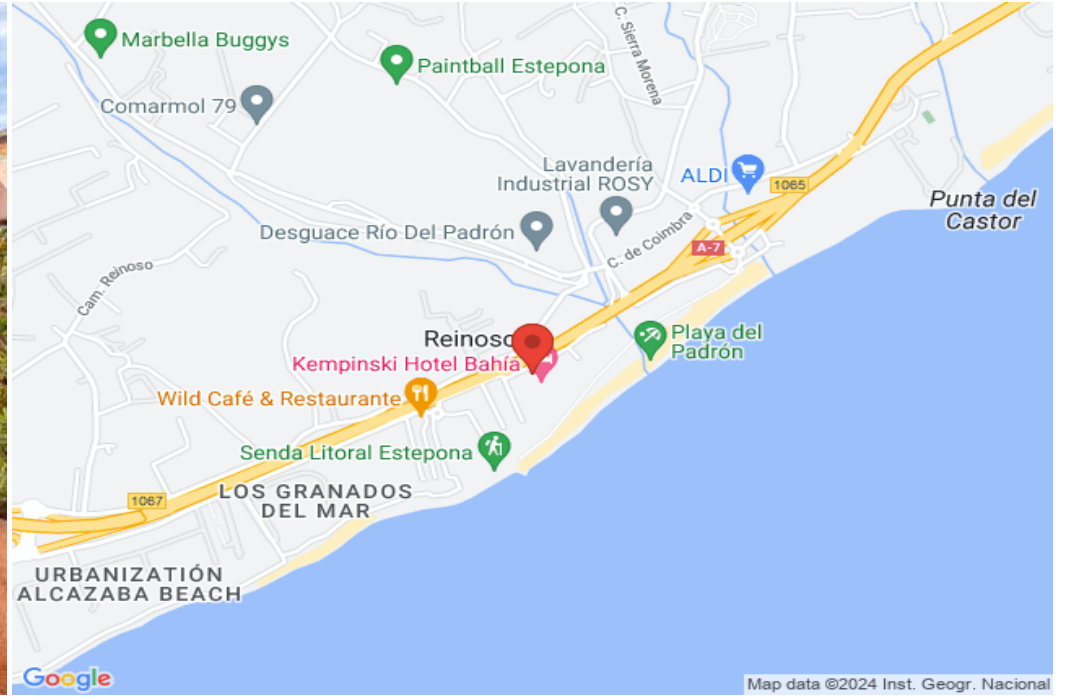 Marbella Buggys
Paintball Estepona
C. Sierra Morena
Comarmol 79
Lavandería
Industrial ROSY
ALDI
1065
Punta del
Castor
Desguace Río Del Padrón
C. de Coimbra
A-7
Cam. Reinoso
Reinoso
Playa del
Padrón
Kempinski Hotel Bahía
Wild Café & Restaurante
Senda Litoral Estepona
LOS GRANADOS
DEL MAR
1067
URBANIZATIÓN
ALCAZABA BEACH
Google
Map data ©2024 Inst. Geogr. Nacional